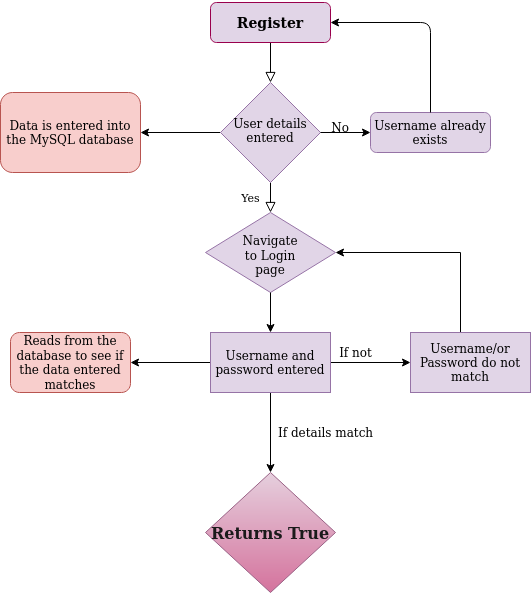 Register
User details
entered
Data is entered into
the MySQL database
No
Username already
exists
Yes
Navigate
to Login
page
Reads from the
database to see if
the data entered
matches
Username and
password entered
If not
Username/or
Password do not
match
If details match
Returns True